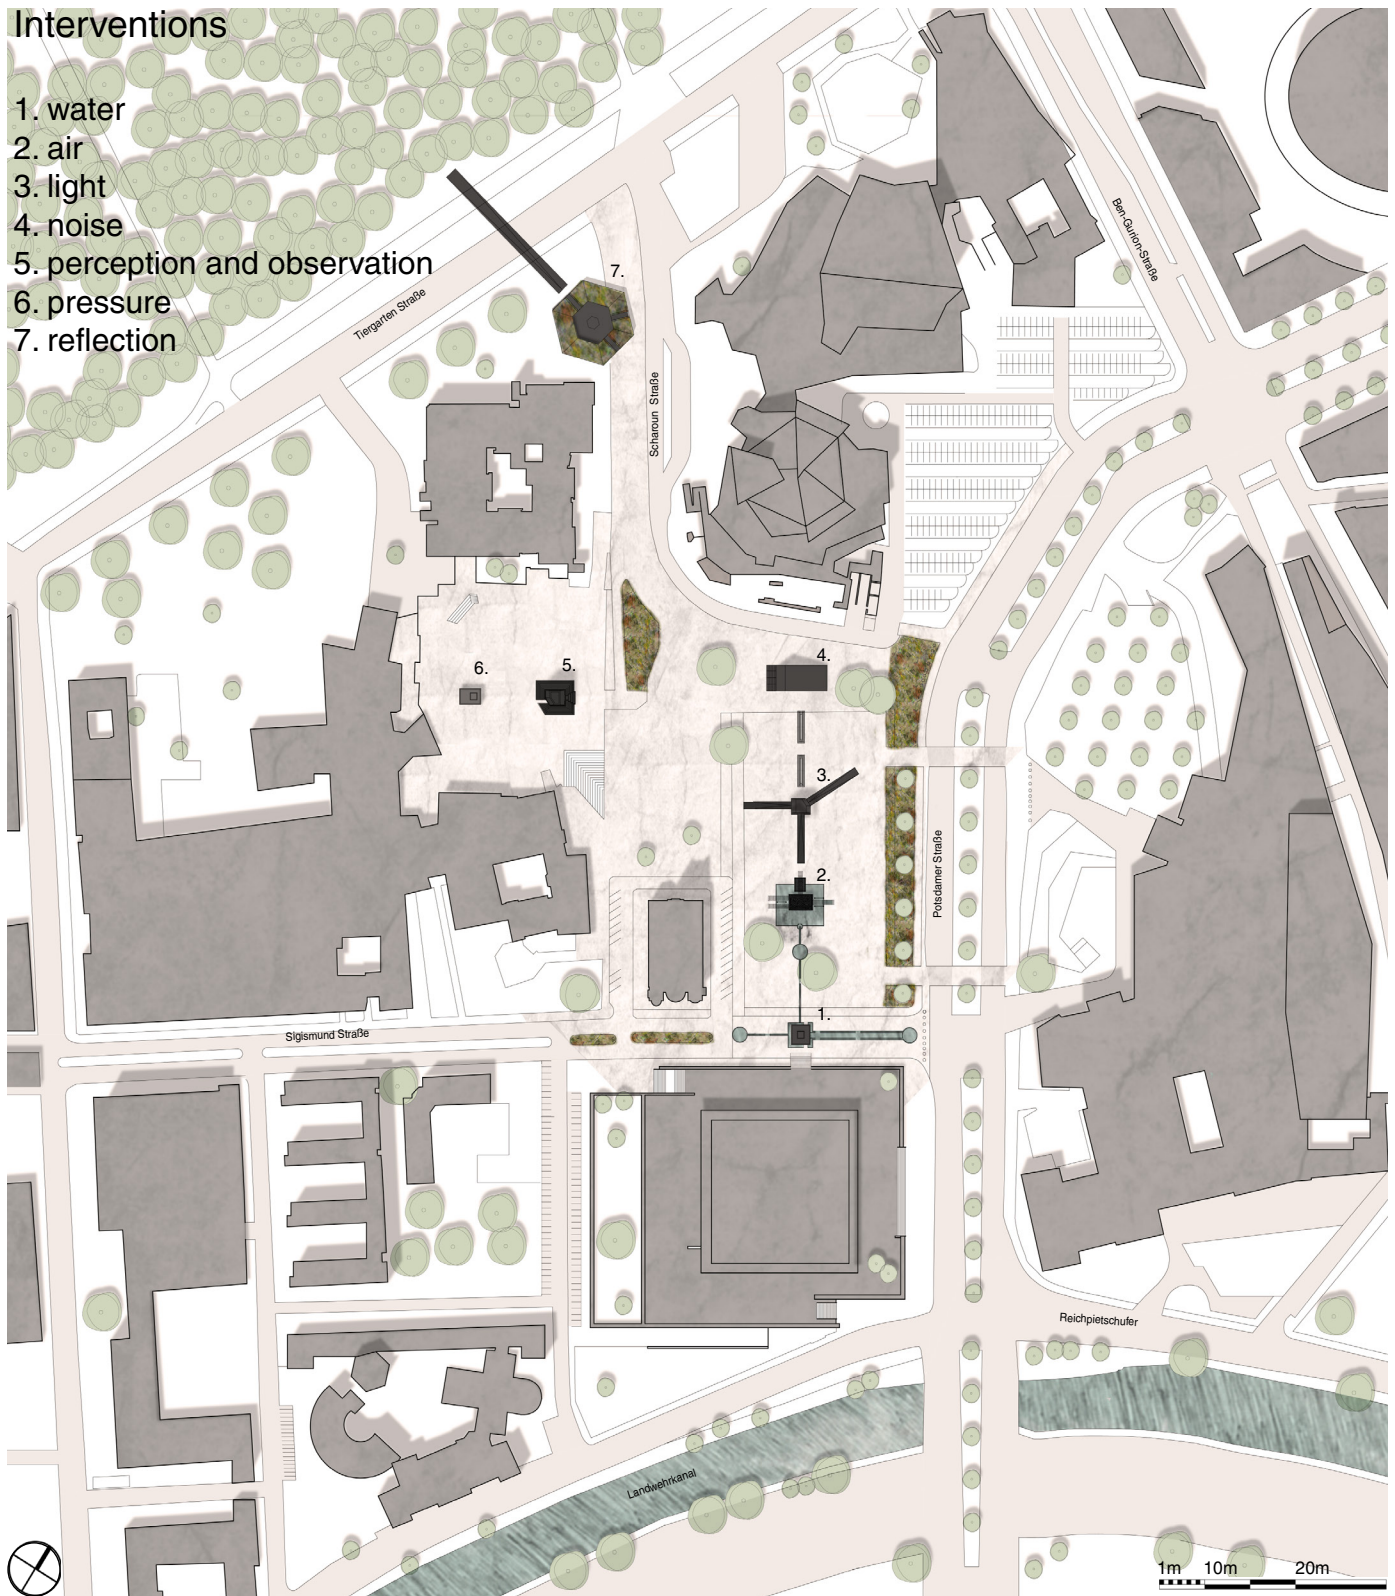 Interventions
1. water
2. air
3. light
4. noise
5. perception and observation
6. pressure
7. reflection
7.
Ben-Gurion-Straße
Tiergarten Straße
Scharoun Straße
6.
5.
4.
3.
2.
Potsdamer Straße
1.
Sigismund Straße
Reichpietschufer
Landwehrkanal
1m 10m 20m